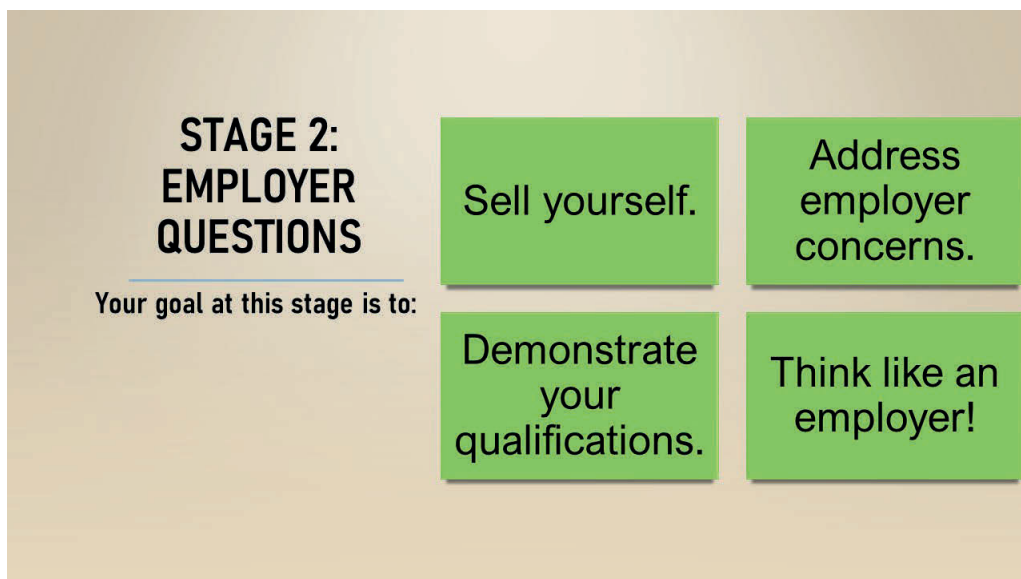 STAGE 2:
EMPLOYER
QUESTIONS
Your goal at this stage is to:
Sell yourself.
Address
employer
concerns.
Demonstrate
your
qualifications.
Think like an
employer!